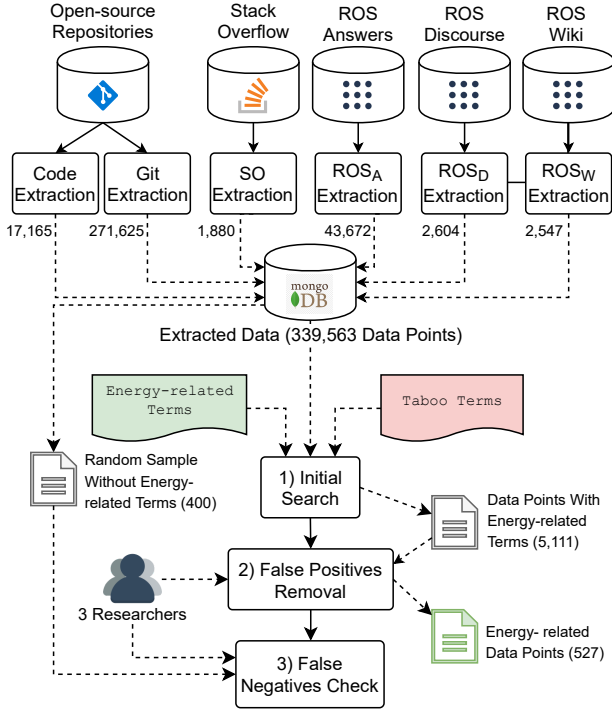 Open-source
Repositories
Stack
Overflow
ROS
Answers
ROS
Discourse
ROS
Wiki
Code
Extraction
Git
Extraction
SO
Extraction
ROSA
Extraction
ROSD
Extraction
ROSW
Extraction
17,165
271,625
1,880
43,672
2,604
2,547
mongo
DB
Extracted Data (339,563 Data Points)
Energy-related
Terms
Taboo Terms
Random Sample
Without Energy-
related Terms (400)
1) Initial
Search
Data Points With
Energy-related
Terms (5,111)
3 Researchers
2) False Positives
Removal
Energy- related
Data Points (527)
3) False
Negatives Check